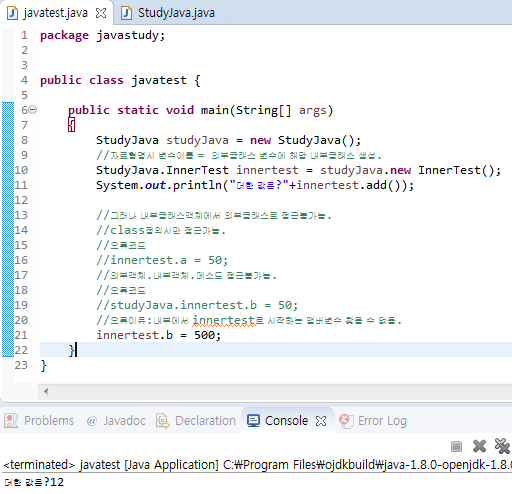 javatest.java StudyJava.java
1 package javastudy;
2
3
4 public class javatest {
5
6 public static void main(String[] args)
7 {
8 StudyJava studyJava = new StudyJava();
9 //자료형명시 변수이름 = 외부클래스 변수에 해당 내부클래스 생성.
10 StudyJava.InnerTest innertest = studyJava.new InnerTest();
11 System.out.println("더한 값은?"+innertest.add());
12
13 //그러나 내부클래스객체에서 외부클래스로 접근불가능.
14 //class정의시만 접근가능.
15 //오류코드
16 //innertest.a = 50;
17 //외부객체.내부객체.메소드 접근불가능.
18 //오류코드
19 //studyJava.innertest.b = 50;
20 //오류이유:내부에서 innertest로 시작하는 맴버변수 찾을 수 없음.
21 innertest.b = 500;
22 }
23 }
Problems @ Javadoc Declaration Console Error Log
<terminated> javatest [Java Application] C:₩Program Files₩ojdkbuild₩java-1.8.0-openjdk-1.8.0
더한 값은?12